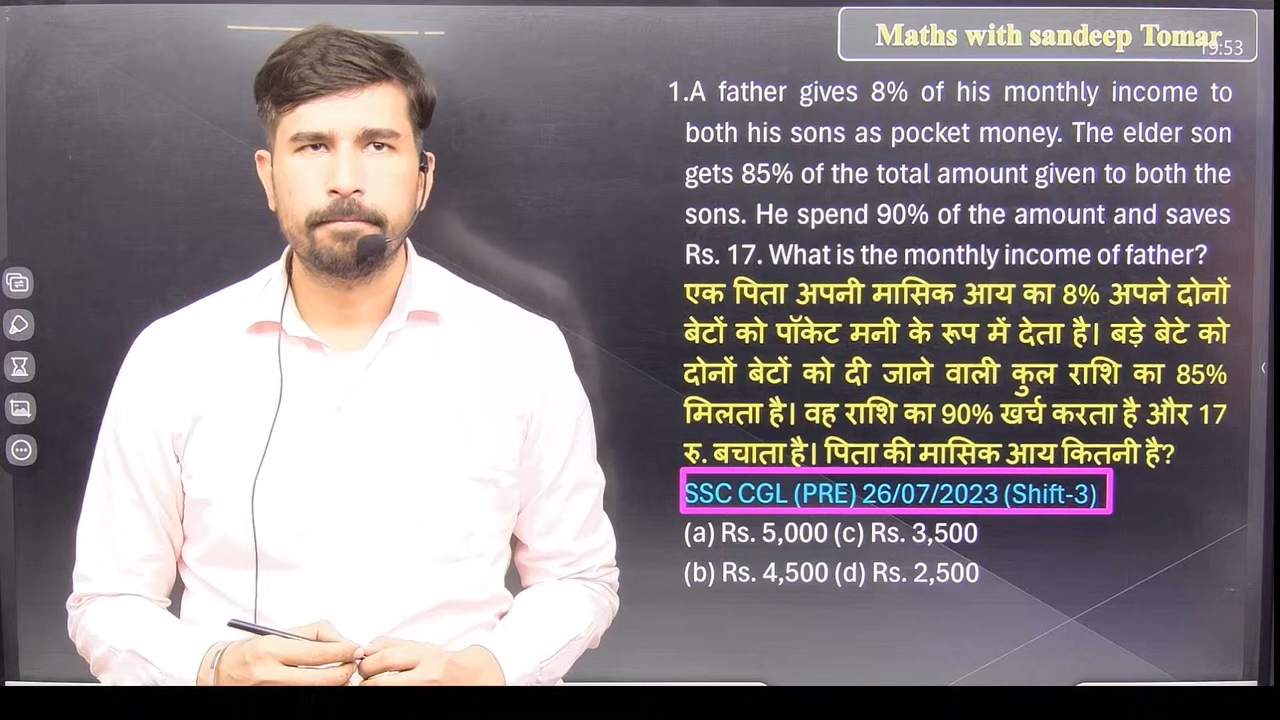 Maths with sandeep Tomar
19:53
1.A father gives 8% of his monthly income to
both his sons as pocket money. The elder son
gets 85% of the total amount given to both the
sons. He spend 90% of the amount and saves
Rs. 17. What is the monthly income of father?
एक पिता अपनी मासिक आय का 8% अपने दोनों
बेटों को पॉकेट मनी के रूप में देता है। बड़े बेटे को
दोनों बेटों को दी जाने वाली कुल राशि का 85%
मिलता है। वह राशि का 90% खर्च करता है और 17
रु. बचाता है। पिता की मासिक आय कितनी है?
SSC CGL (PRE) 26/07/2023 (Shift-3)
(a) Rs. 5,000 (c) Rs. 3,500
(b) Rs. 4,500 (d) Rs. 2,500